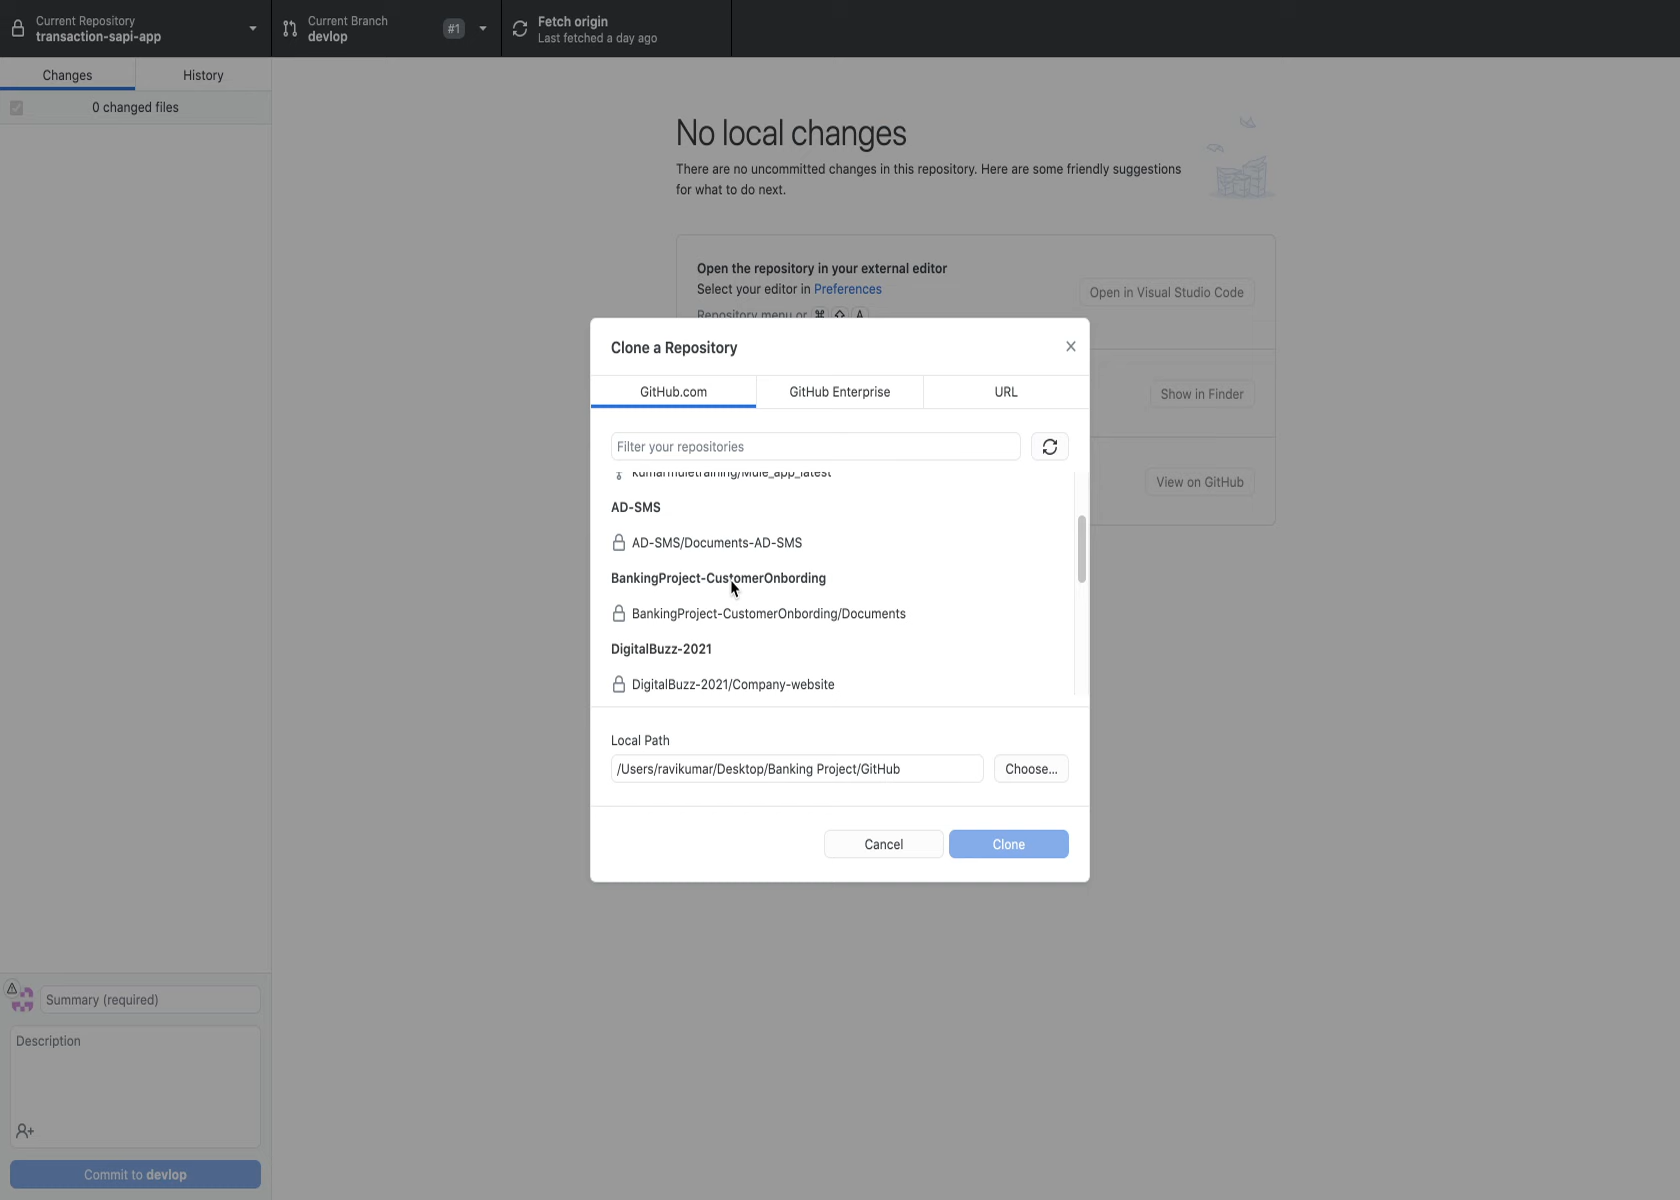 Current Repository
transaction-sapi-app
Current Branch
devlop
#1
Fetch origin
Last fetched a day ago
Changes
History
0 changed files
No local changes
There are no uncommitted changes in this repository. Here are some friendly suggestions
for what to do next.
Open the repository in your external editor
Select your editor in Preferences
Open in Visual Studio Code
Repository menu or ⌘ ⇧ A
Show in Finder
View on GitHub
Clone a Repository
GitHub.com
GitHub Enterprise
URL
Filter your repositories
kumarmuletraining/Mule_app_latest
AD-SMS
AD-SMS/Documents-AD-SMS
BankingProject-CustomerOnbording
BankingProject-CustomerOnbording/Documents
DigitalBuzz-2021
DigitalBuzz-2021/Company-website
Local Path
/Users/ravikumar/Desktop/Banking Project/GitHub
Choose...
Cancel
Clone
Summary (required)
Description
Commit to devlop